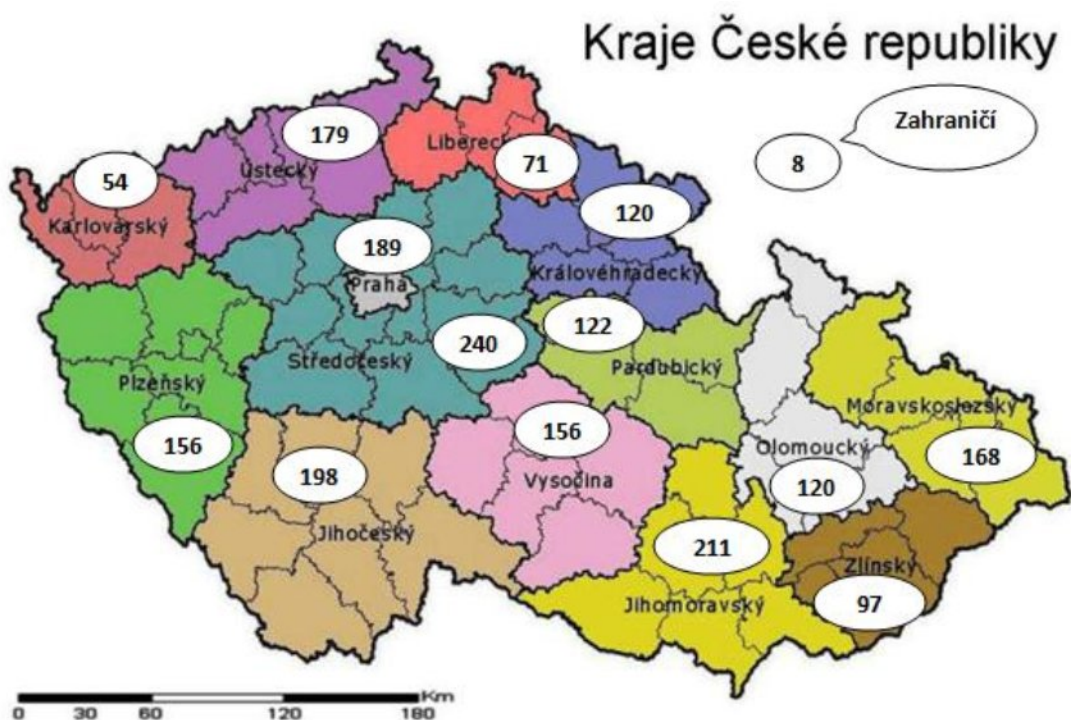 Kraje České republiky
Zahraničí
8
179
Ústecký
Liberec
71
54
Karlovarský
120
Královéhradecký
189
Praha
240
Středočeský
122
Pardubický
Plzeňský
156
198
Jihočeský
156
Vysočina
Moravskoslezský
168
Olomoucký
120
211
Jihomoravský
Zlínský
97
Km
0 30 60 120 180